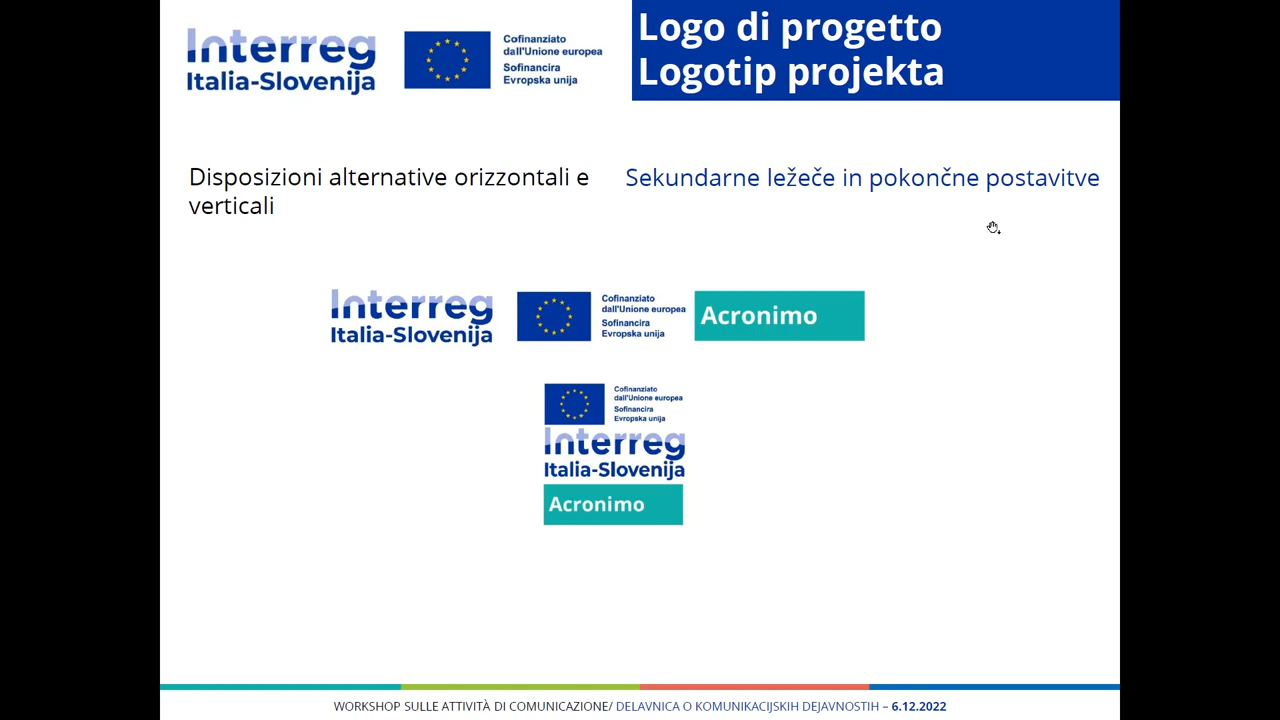 Interreg
Italia-Slovenija
Cofinanziato
dall'Unione europea
Sofinancira
Evropska unija
Logo di progetto
Logotip projekta
Disposizioni alternative orizzontali e
verticali
Sekundarne ležeče in pokončne postavitve
Interreg
Italia-Slovenija
Cofinanziato
dall'Unione europea
Sofinancira
Evropska unija
Acronimo
Cofinanziato
dall'Unione europea
Sofinancira
Evropska unija
Interreg
Italia-Slovenija
Acronimo
WORKSHOP SULLE ATTIVITÀ DI COMUNICAZIONE/ DELAVNICA O KOMUNIKACIJSKIH DEJAVNOSTIH – 6.12.2022